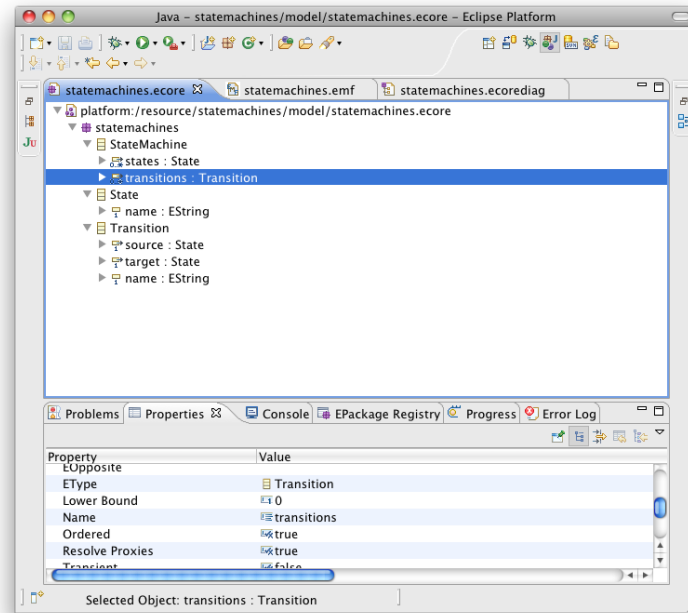 Java - statemachines/model/statemachines.ecore - Eclipse Platform
statemachines.ecore statemachines.emf statemachines.ecorediag
platform:/resource/statemachines/model/statemachines.ecore
statemachines
StateMachine
states : State
transitions : Transition
State
name : EString
Transition
source : State
target : State
name : EString
Problems Properties Console EPackage Registry Progress Error Log
Property Value
EOpposite
EType Transition
Lower Bound 0
Name transitions
Ordered true
Resolve Proxies true
Transient false
Selected Object: transitions : Transition